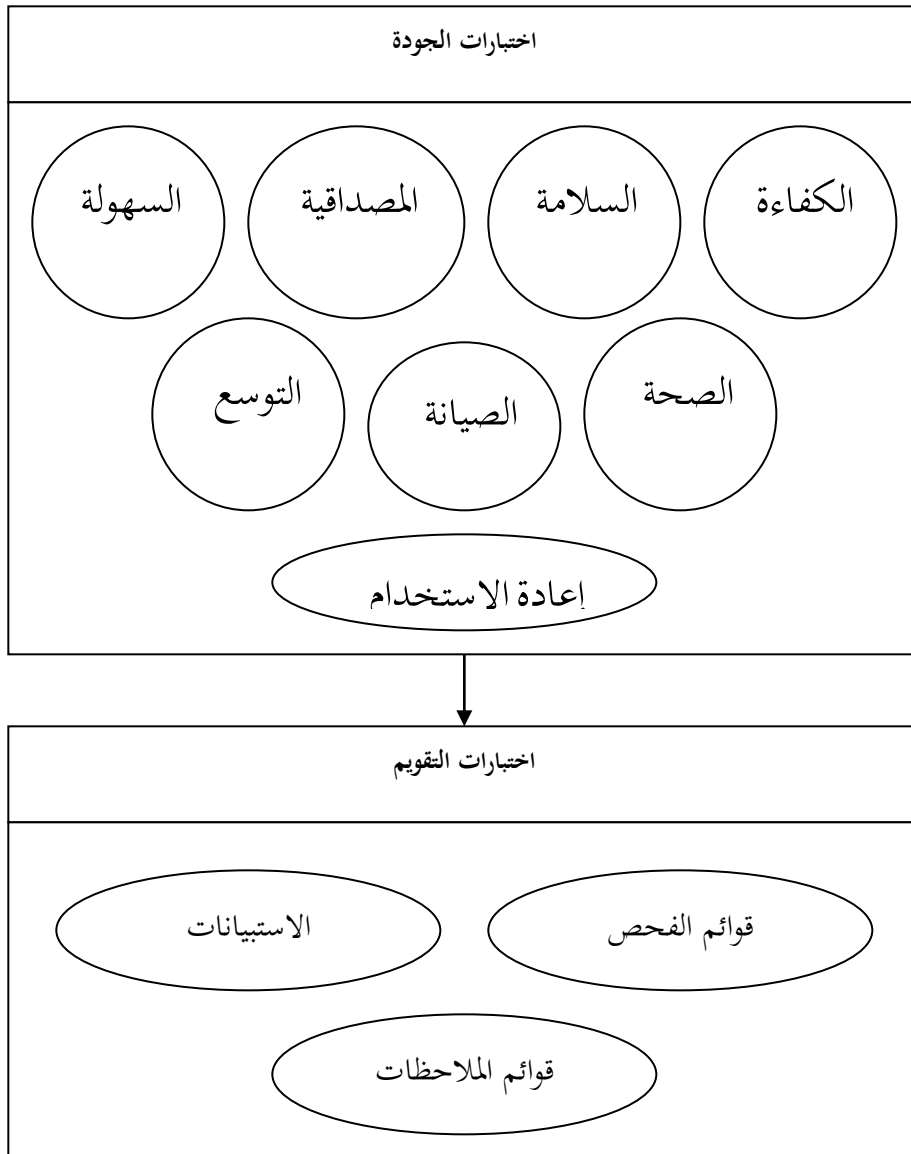 اختبارات الجودة
الكفاءة السلامة المصداقية السهولة
الصحة الصيانة التوسع
إعادة الاستخدام
اختبارات التقويم
قوائم الفحص الاستبيانات
قوائم الملاحظات